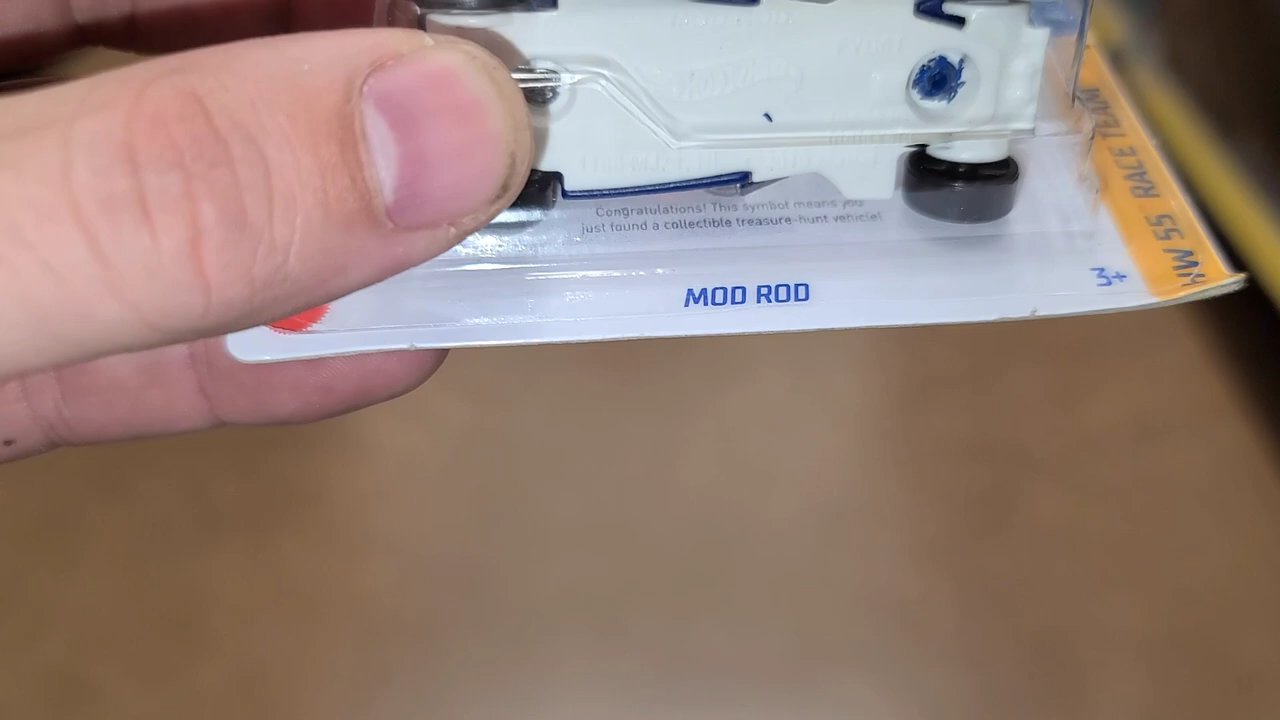 Congratulations! This symbol means you
just found a collectible treasure-hunt vehicle!
MOD ROD
3+
HW 55 RACE TEAM